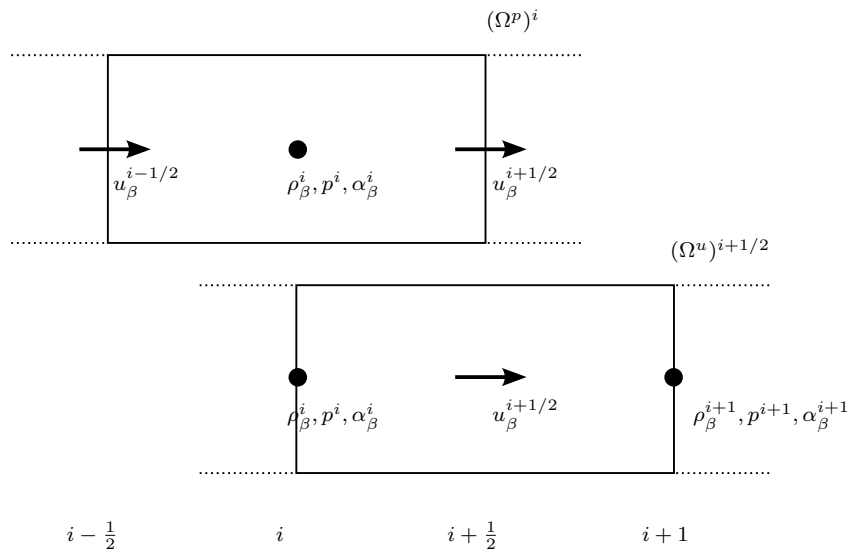 (Ω^p)^i
u_β^{i−1/2}
ρ_β^i, p^i, α_β^i
u_β^{i+1/2}
(Ω^u)^{i+1/2}
ρ_β^i, p^i, α_β^i
u_β^{i+1/2}
ρ_β^{i+1}, p^{i+1}, α_β^{i+1}
i − 1/2
i
i + 1/2
i + 1